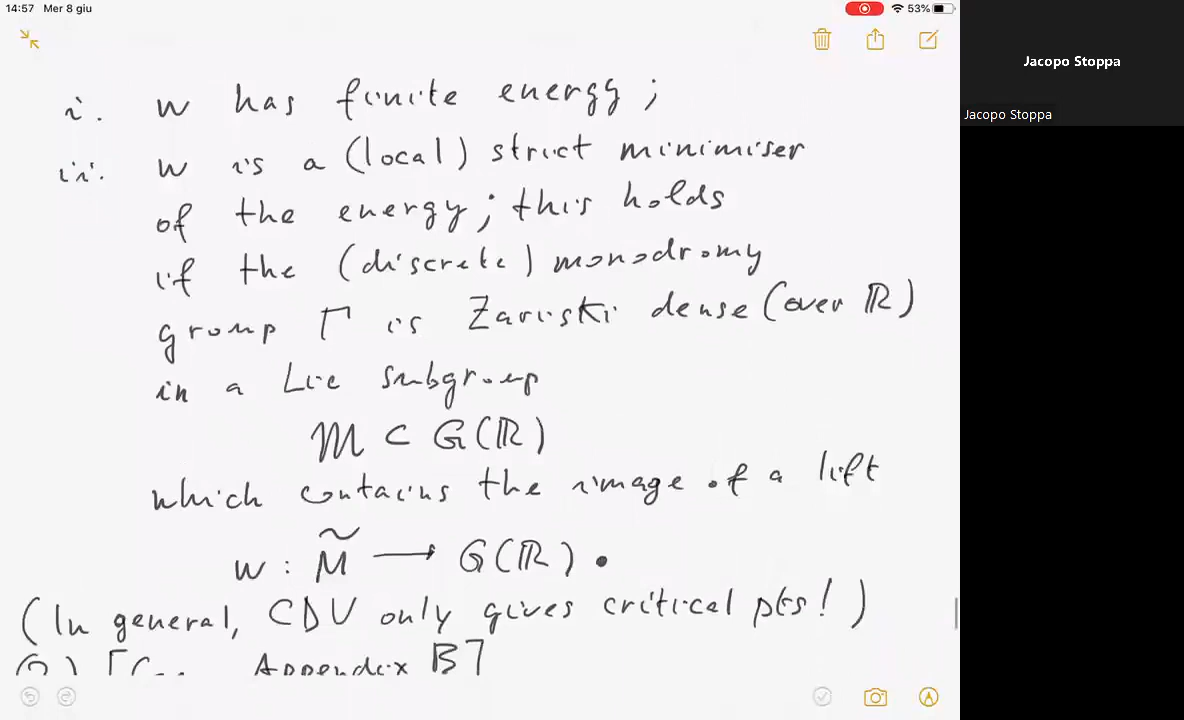 14:57 Mer 8 giu
53%
Jacopo Stoppa
Jacopo Stoppa
i. w has finite energy;
ii. w is a (local) strict minimiser
of the energy; this holds
if the (discrete) monodromy
group Γ is Zariski dense (over ℝ)
in a Lie subgroup
M ⊂ G(ℝ)
which contains the image of a lift
w : M̃ → G(ℝ).
(In general, CDV only gives critical pts!)
Appendix B]